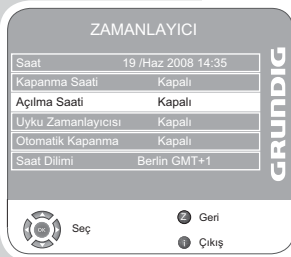 ZAMANLAYICI
Saat 19 /Haz 2008 14:35
Kapanma Saati Kapalı
Açılma Saati Kapalı
Uyku Zamanlayıcısı Kapalı
Otomatik Kapanma Kapalı
Saat Dilimi Berlin GMT+1
GRUNDIG
OK Seç
Z Geri
i Çıkış